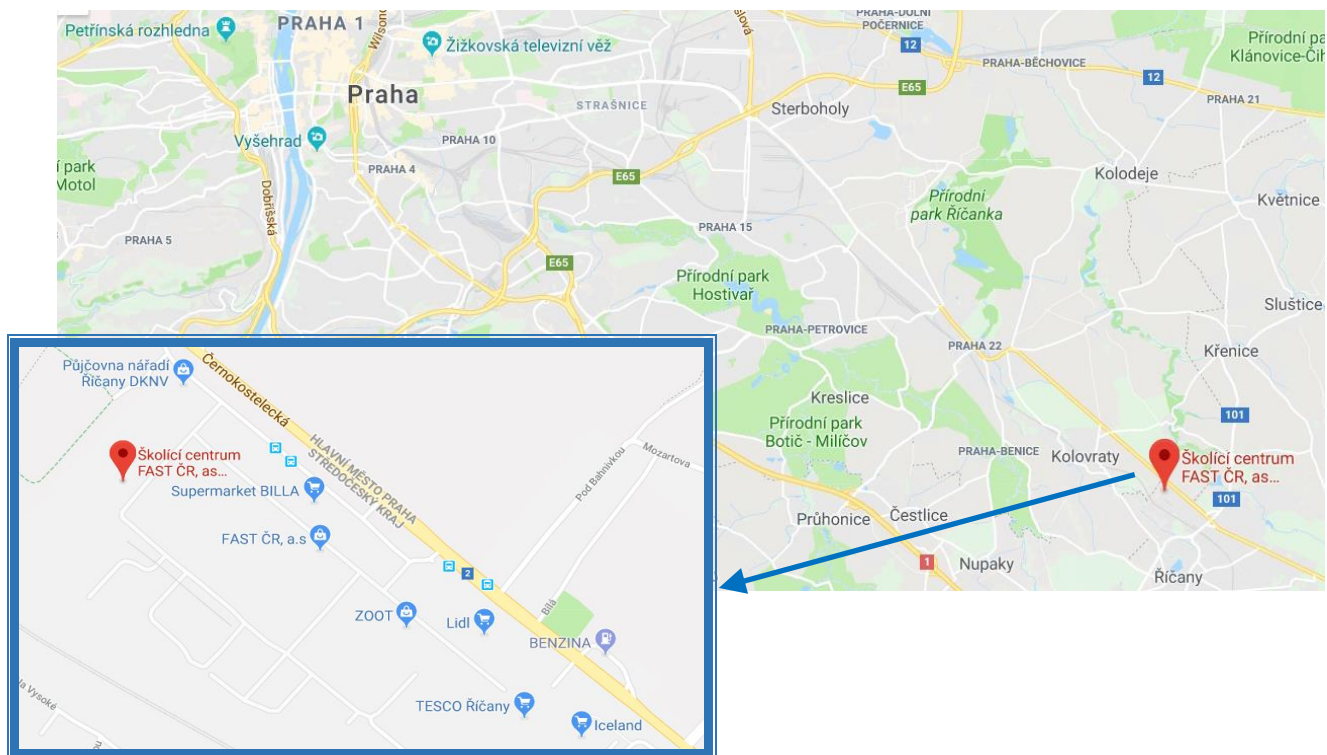 PRAHA-DOLNÍ
POČERNICE
Petřínská rozhledna
PRAHA 1
Wilsono
slová
Přírodní pa
Klánovice-Čih
Žižkovská televizní věž
12
PRAHA-BĚCHOVICE
12
E65
Praha
STRAŠNICE
Sterboholy
PRAHA 21
Vyšehrad
PRAHA 10
í park
Motol
PRAHA 4
E65
Kolodeje
Dobříšská
Přírodní
park Říčanka
Květnice
PRAHA 5
PRAHA 15
E65
Přírodní park
Hostivař
Sluštice
PRAHA-PETROVICE
PRAHA 22
Křenice
Kreslice
101
Přírodní park
Botič - Milíčov
PRAHA-BENICE
Kolovraty
Školící centrum
FAST ČR, as...
101
Průhonice
Čestlice
1
Nupaky
Říčany
Půjčovna nářadí
Říčany DKNV
Černokostelecká
HLAVNÍ MĚSTO PRAHA
STŘEDOČESKÝ KRAJ
Mozartova
Školící centrum
FAST ČR, as...
Pod Bahnivkou
Supermarket BILLA
FAST ČR, a.s
2
ZOOT
Lidl
Bílá
BENZINA
Na Vysoké
TESCO Říčany
Iceland